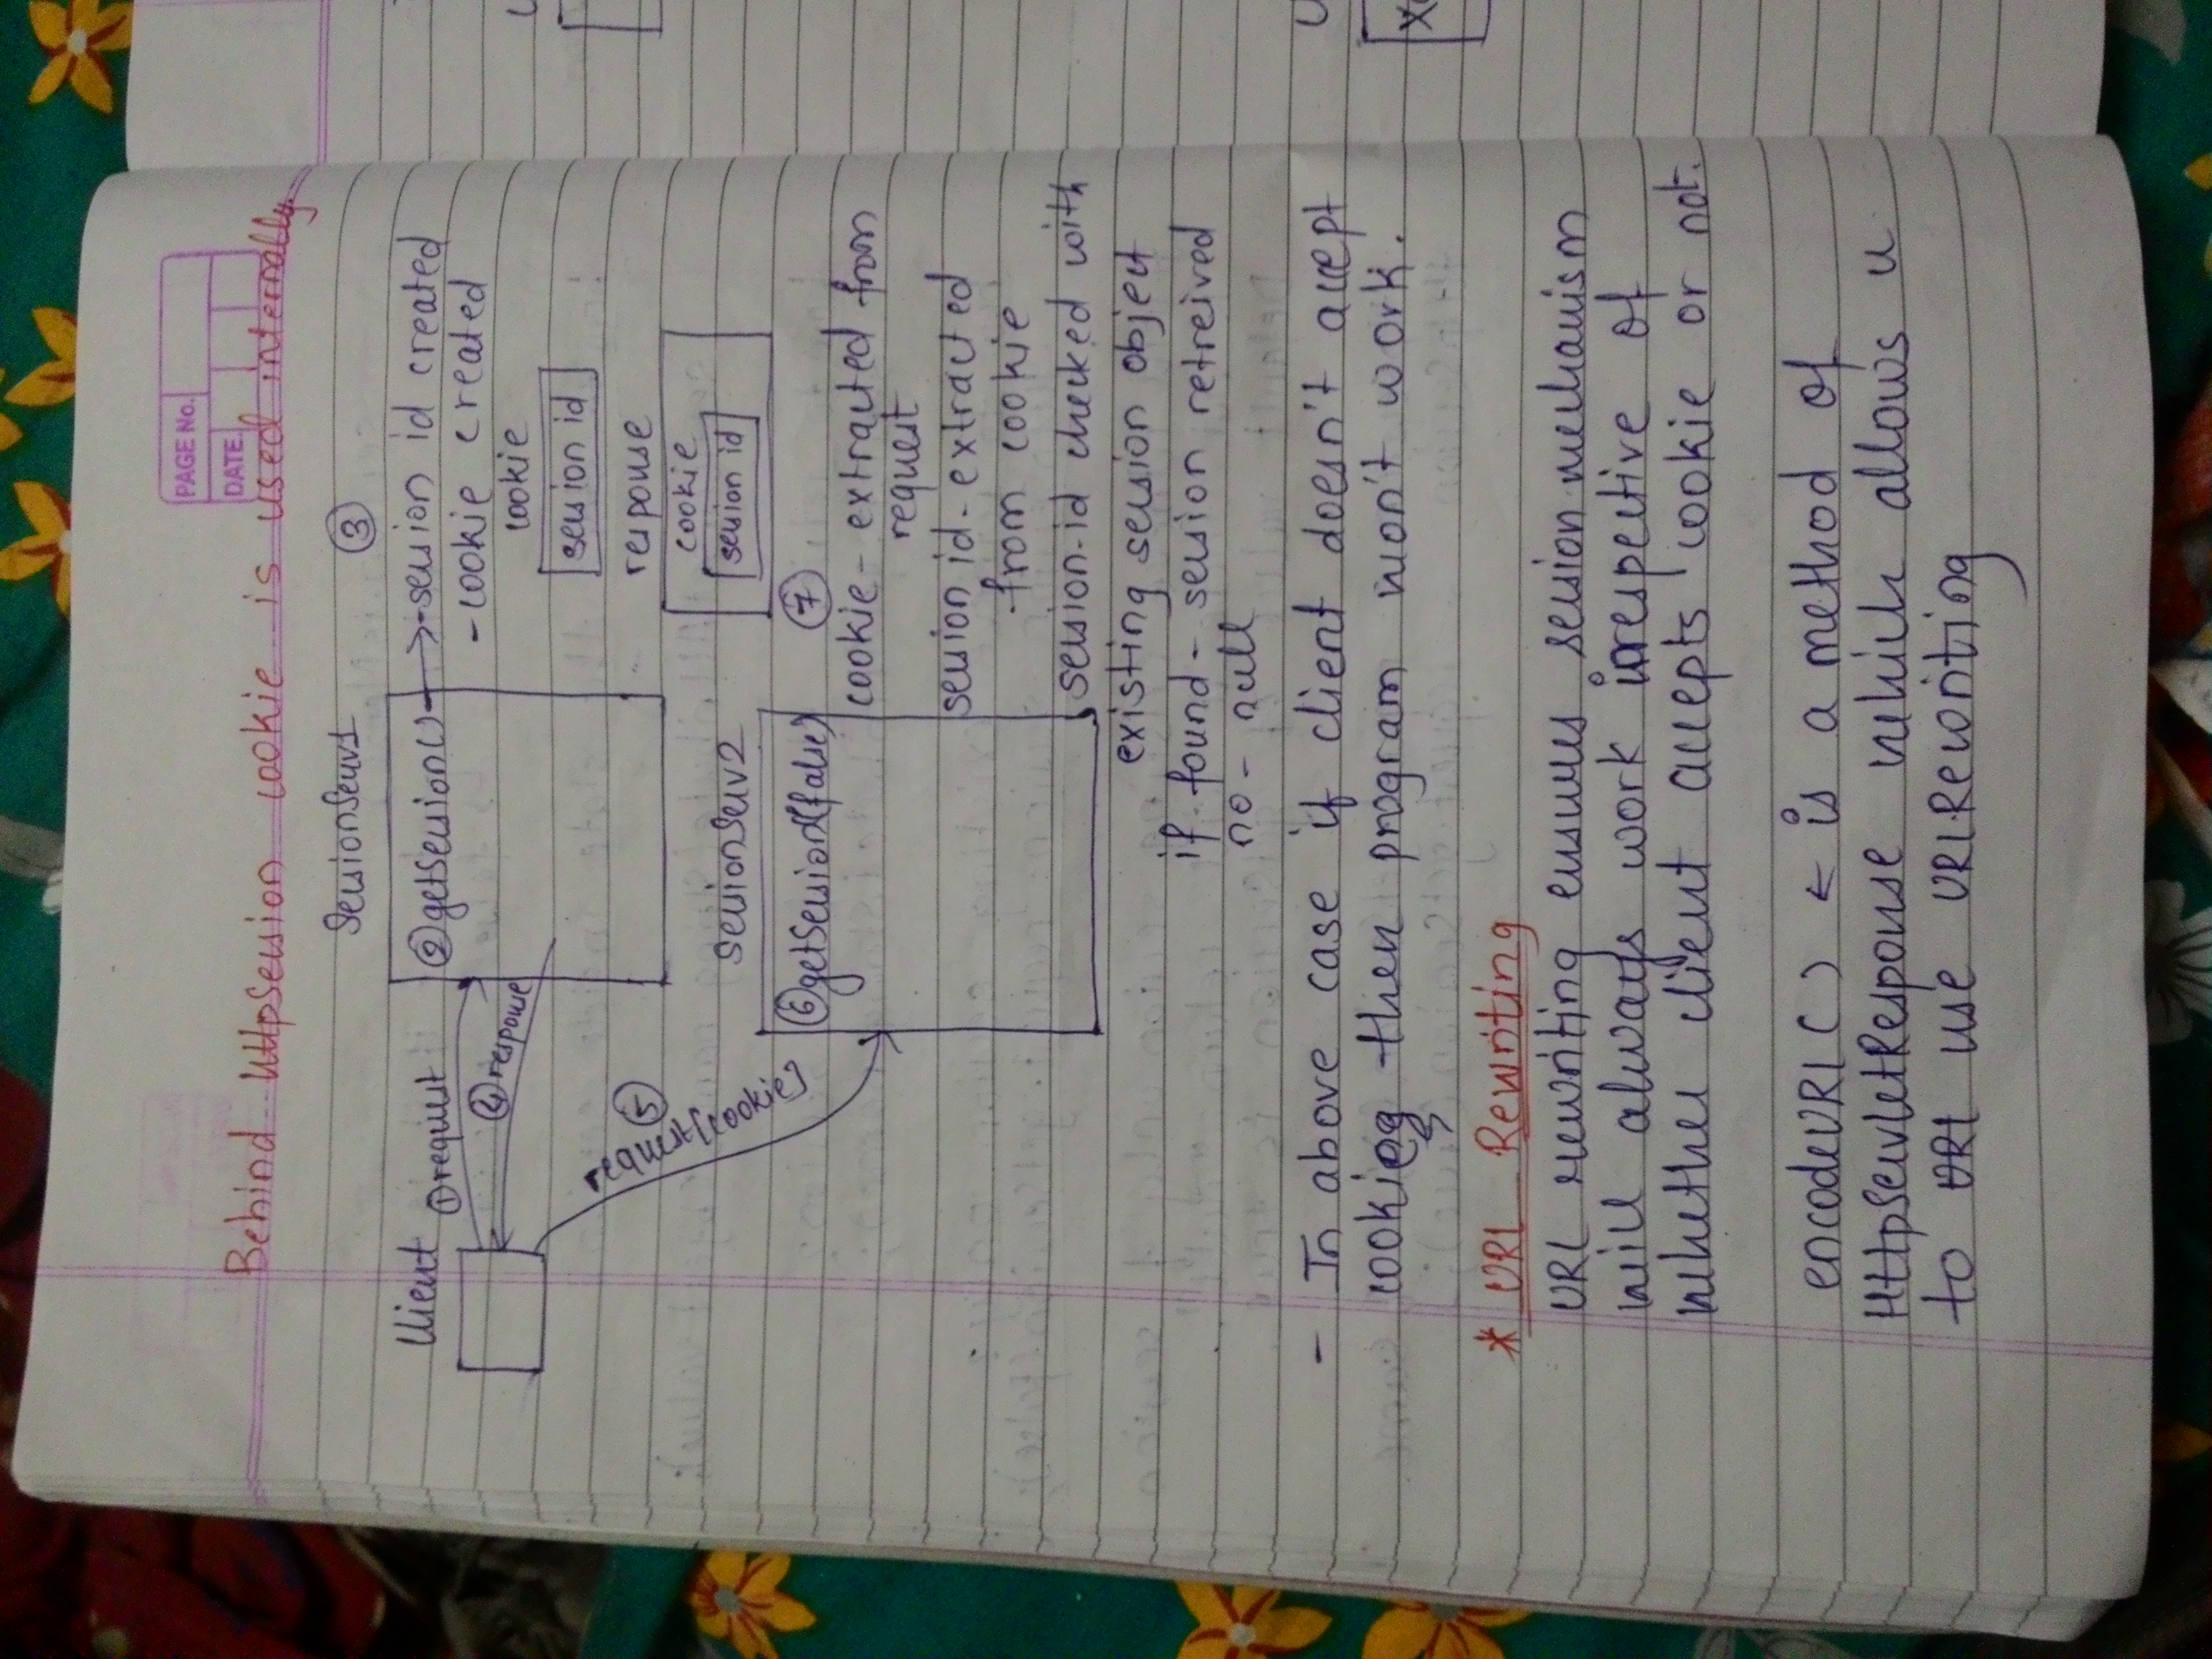 PAGE No.
DATE
Behind HttpSession cookie is used internally.
SessionServ1
③
Client
①request
②getSession()
-session id created
-cookie created
④response
cookie
session id
response
⑤
request[cookie]
cookie
session id
SessionServ2
⑥getSession(false)
⑦
cookie - extracted from
request
session id - extracted
from cookie
session-id checked with
existing session object
if found - session retreived
no - null
- In above case if client doesn't accept
then program won't work.
* URL Rewriting
URL rewriting ensures session mechanism
will always work irrespective of
whether client accepts cookie or not.
encodeURL() ← is a method of
HttpServletResponse which allows u
to URL use URLRewriting